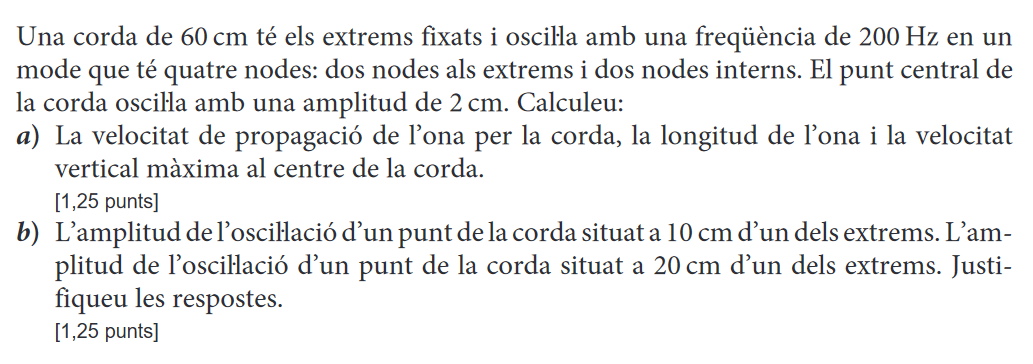 Una corda de 60 cm té els extrems fixats i oscil·la amb una freqüència de 200 Hz en un
mode que té quatre nodes: dos nodes als extrems i dos nodes interns. El punt central de
la corda oscil·la amb una amplitud de 2 cm. Calculeu:
a) La velocitat de propagació de l’ona per la corda, la longitud de l’ona i la velocitat
vertical màxima al centre de la corda.
[1,25 punts]
b) L’amplitud de l’oscil·lació d’un punt de la corda situat a 10 cm d’un dels extrems. L’am-
plitud de l’oscil·lació d’un punt de la corda situat a 20 cm d’un dels extrems. Justi-
fiqueu les respostes.
[1,25 punts]